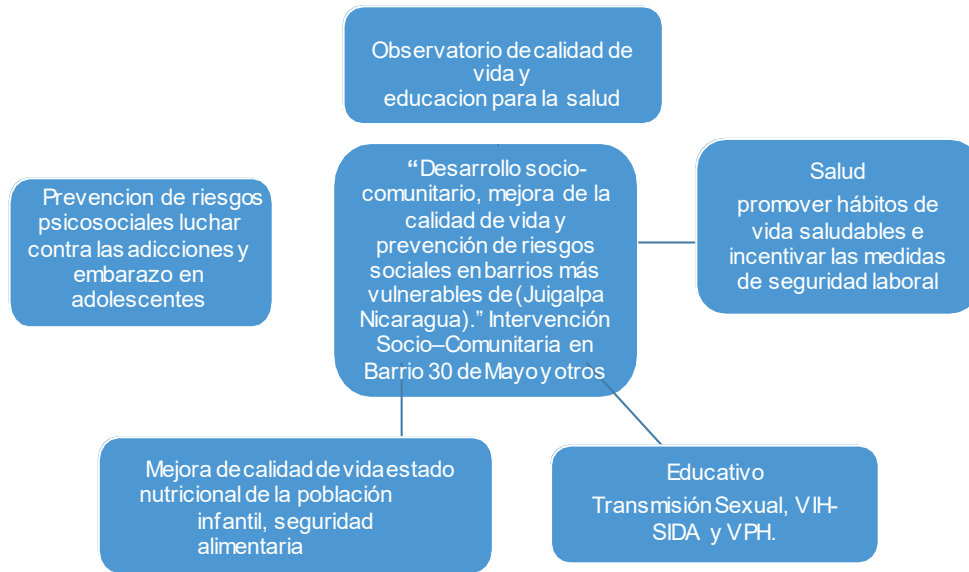 Observatorio de calidad de
vida y
educacion para la salud
Prevencion de riesgos
psicosociales luchar
contra las adicciones y
embarazo en
adolescentes
“Desarrollo socio-
comunitario, mejora de la
calidad de vida y
prevención de riesgos
sociales en barrios más
vulnerables de (Juigalpa
Nicaragua).” Intervención
Socio–Comunitaria en
Barrio 30 de Mayo y otros
Salud
promover hábitos de
vida saludables e
incentivar las medidas
de seguridad laboral
Mejora de calidad de vida estado
nutricional de la población
infantil, seguridad
alimentaria
Educativo
Transmisión Sexual, VIH-
SIDA y VPH.